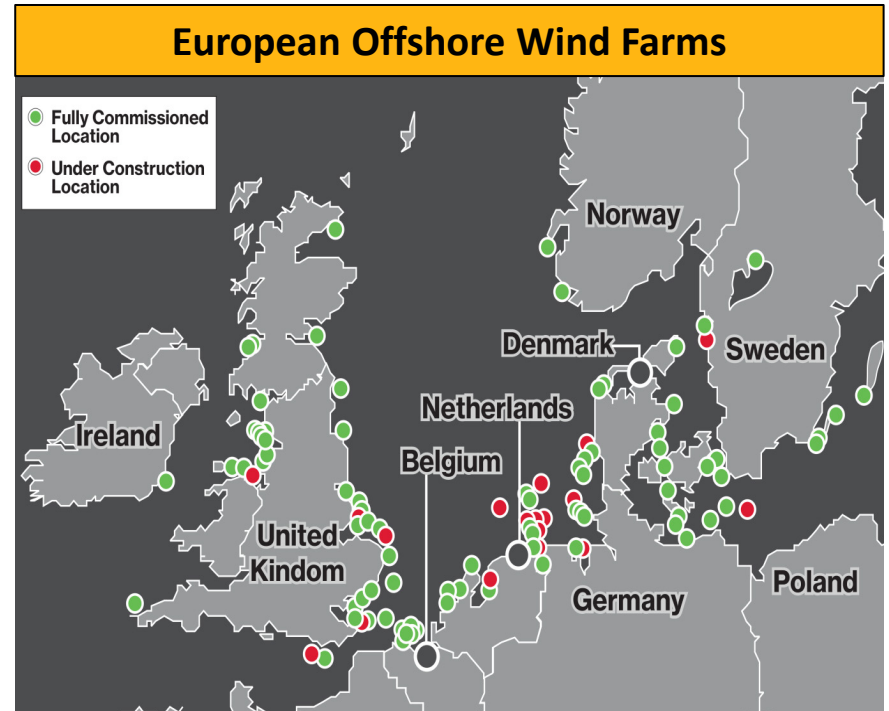 European Offshore Wind Farms
Fully Commissioned
Location
Under Construction
Location
Norway
Denmark
Sweden
Netherlands
Ireland
Belgium
United
Kindom
Germany
Poland